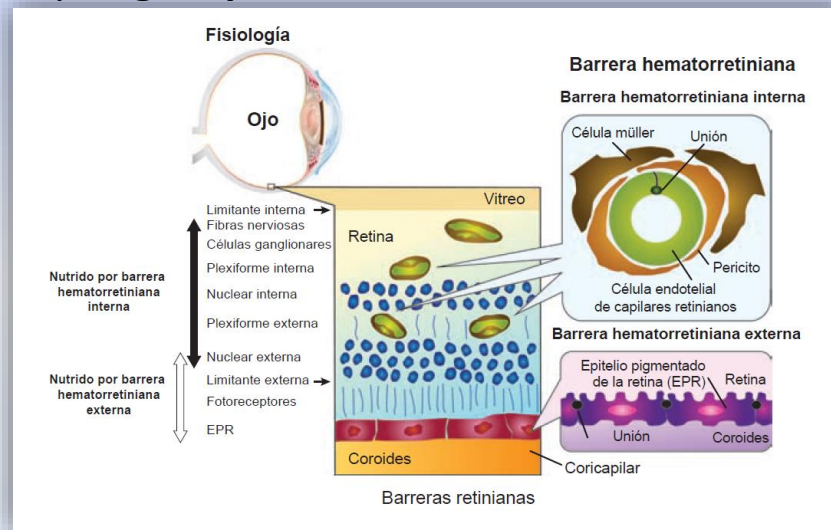 Fisiología
Ojo
Limitante interna
Fibras nerviosas
Células ganglionares
Plexiforme interna
Nuclear interna
Plexiforme externa
Nuclear externa
Limitante externa
Fotoreceptores
EPR
Nutrido por barrera
hematorretiniana
interna
Nutrido por barrera
hematorretiniana
externa
Vitreo
Retina
Coroides
Coricapilar
Barreras retinianas
Barrera hematorretiniana
Barrera hematorretiniana interna
Célula müller
Unión
Pericito
Célula endotelial
de capilares retinianos
Barrera hematorretiniana externa
Epitelio pigmentado
de la retina (EPR)
Retina
Unión
Coroides